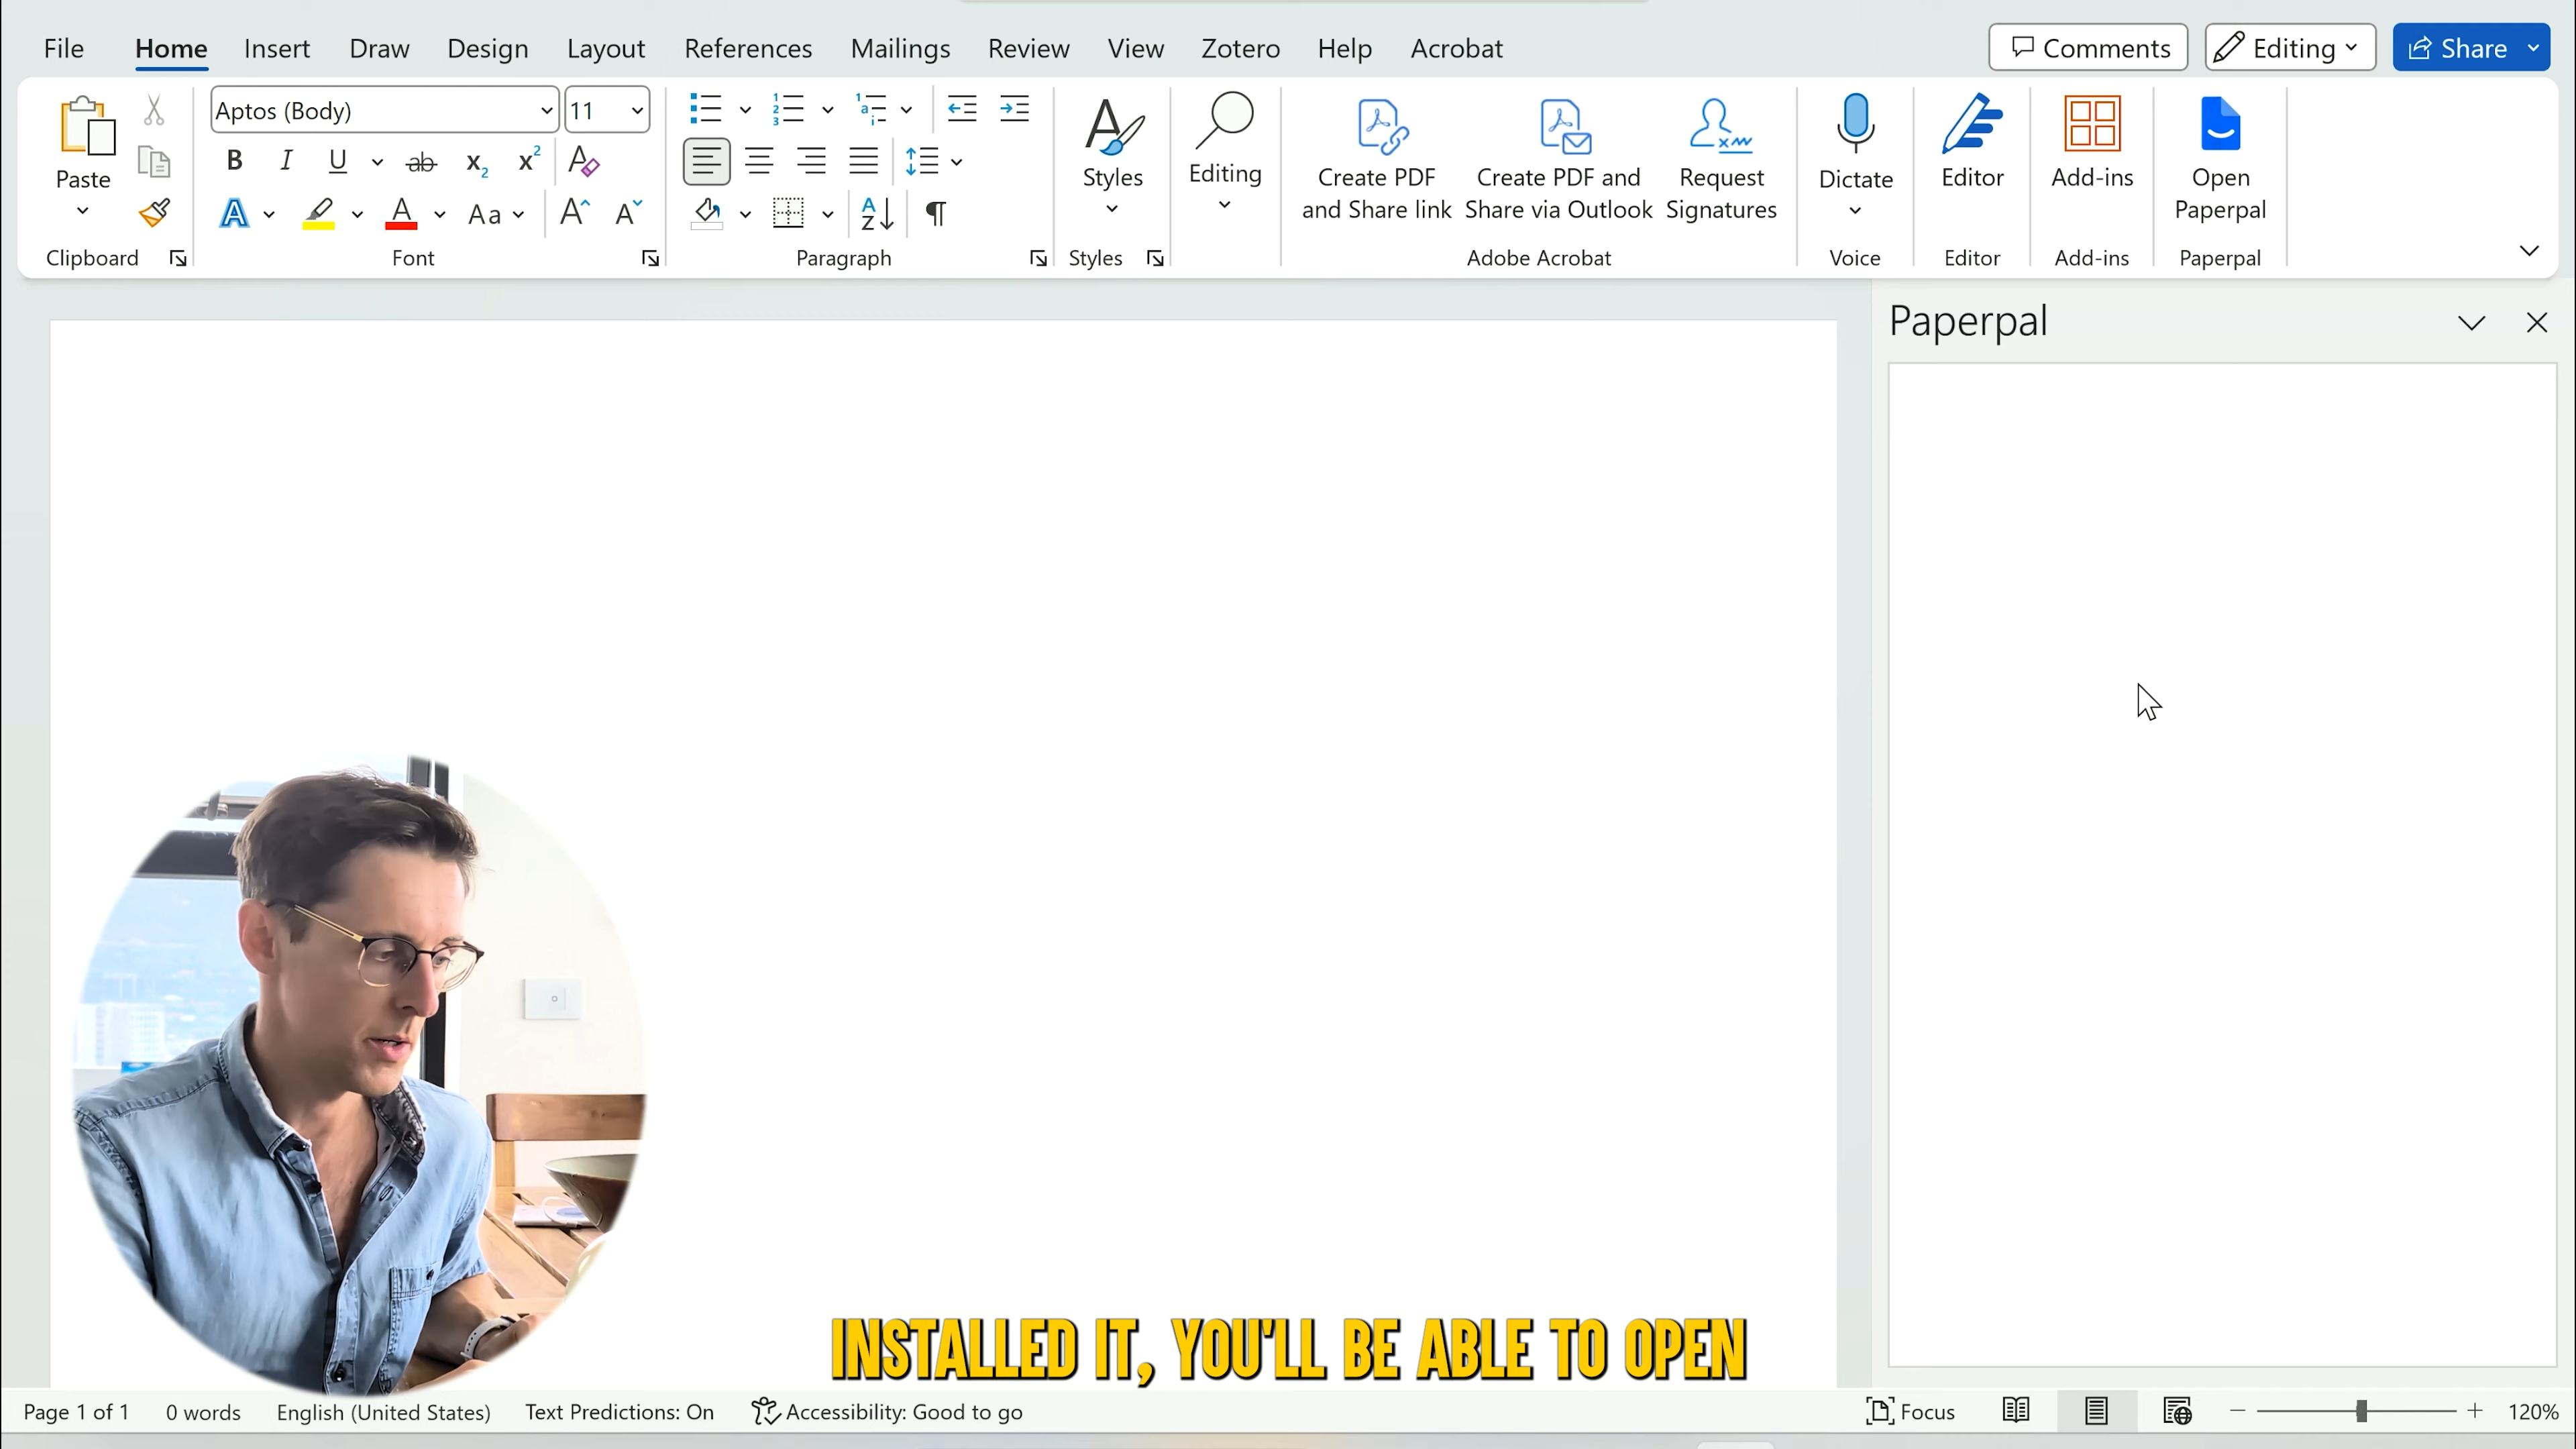 File Home Insert Draw Design Layout References Mailings Review View Zotero Help Acrobat Comments Editing Share
Aptos (Body) 11
Paste
Styles
Editing
Create PDF and Share link
Create PDF and Share via Outlook
Request Signatures
Dictate
Editor
Add-ins
Open Paperpal
Clipboard Font Paragraph Styles Adobe Acrobat Voice Editor Add-ins Paperpal
Paperpal
INSTALLED IT, YOU'LL BE ABLE TO OPEN
Page 1 of 1 0 words English (United States) Text Predictions: On Accessibility: Good to go Focus 120%